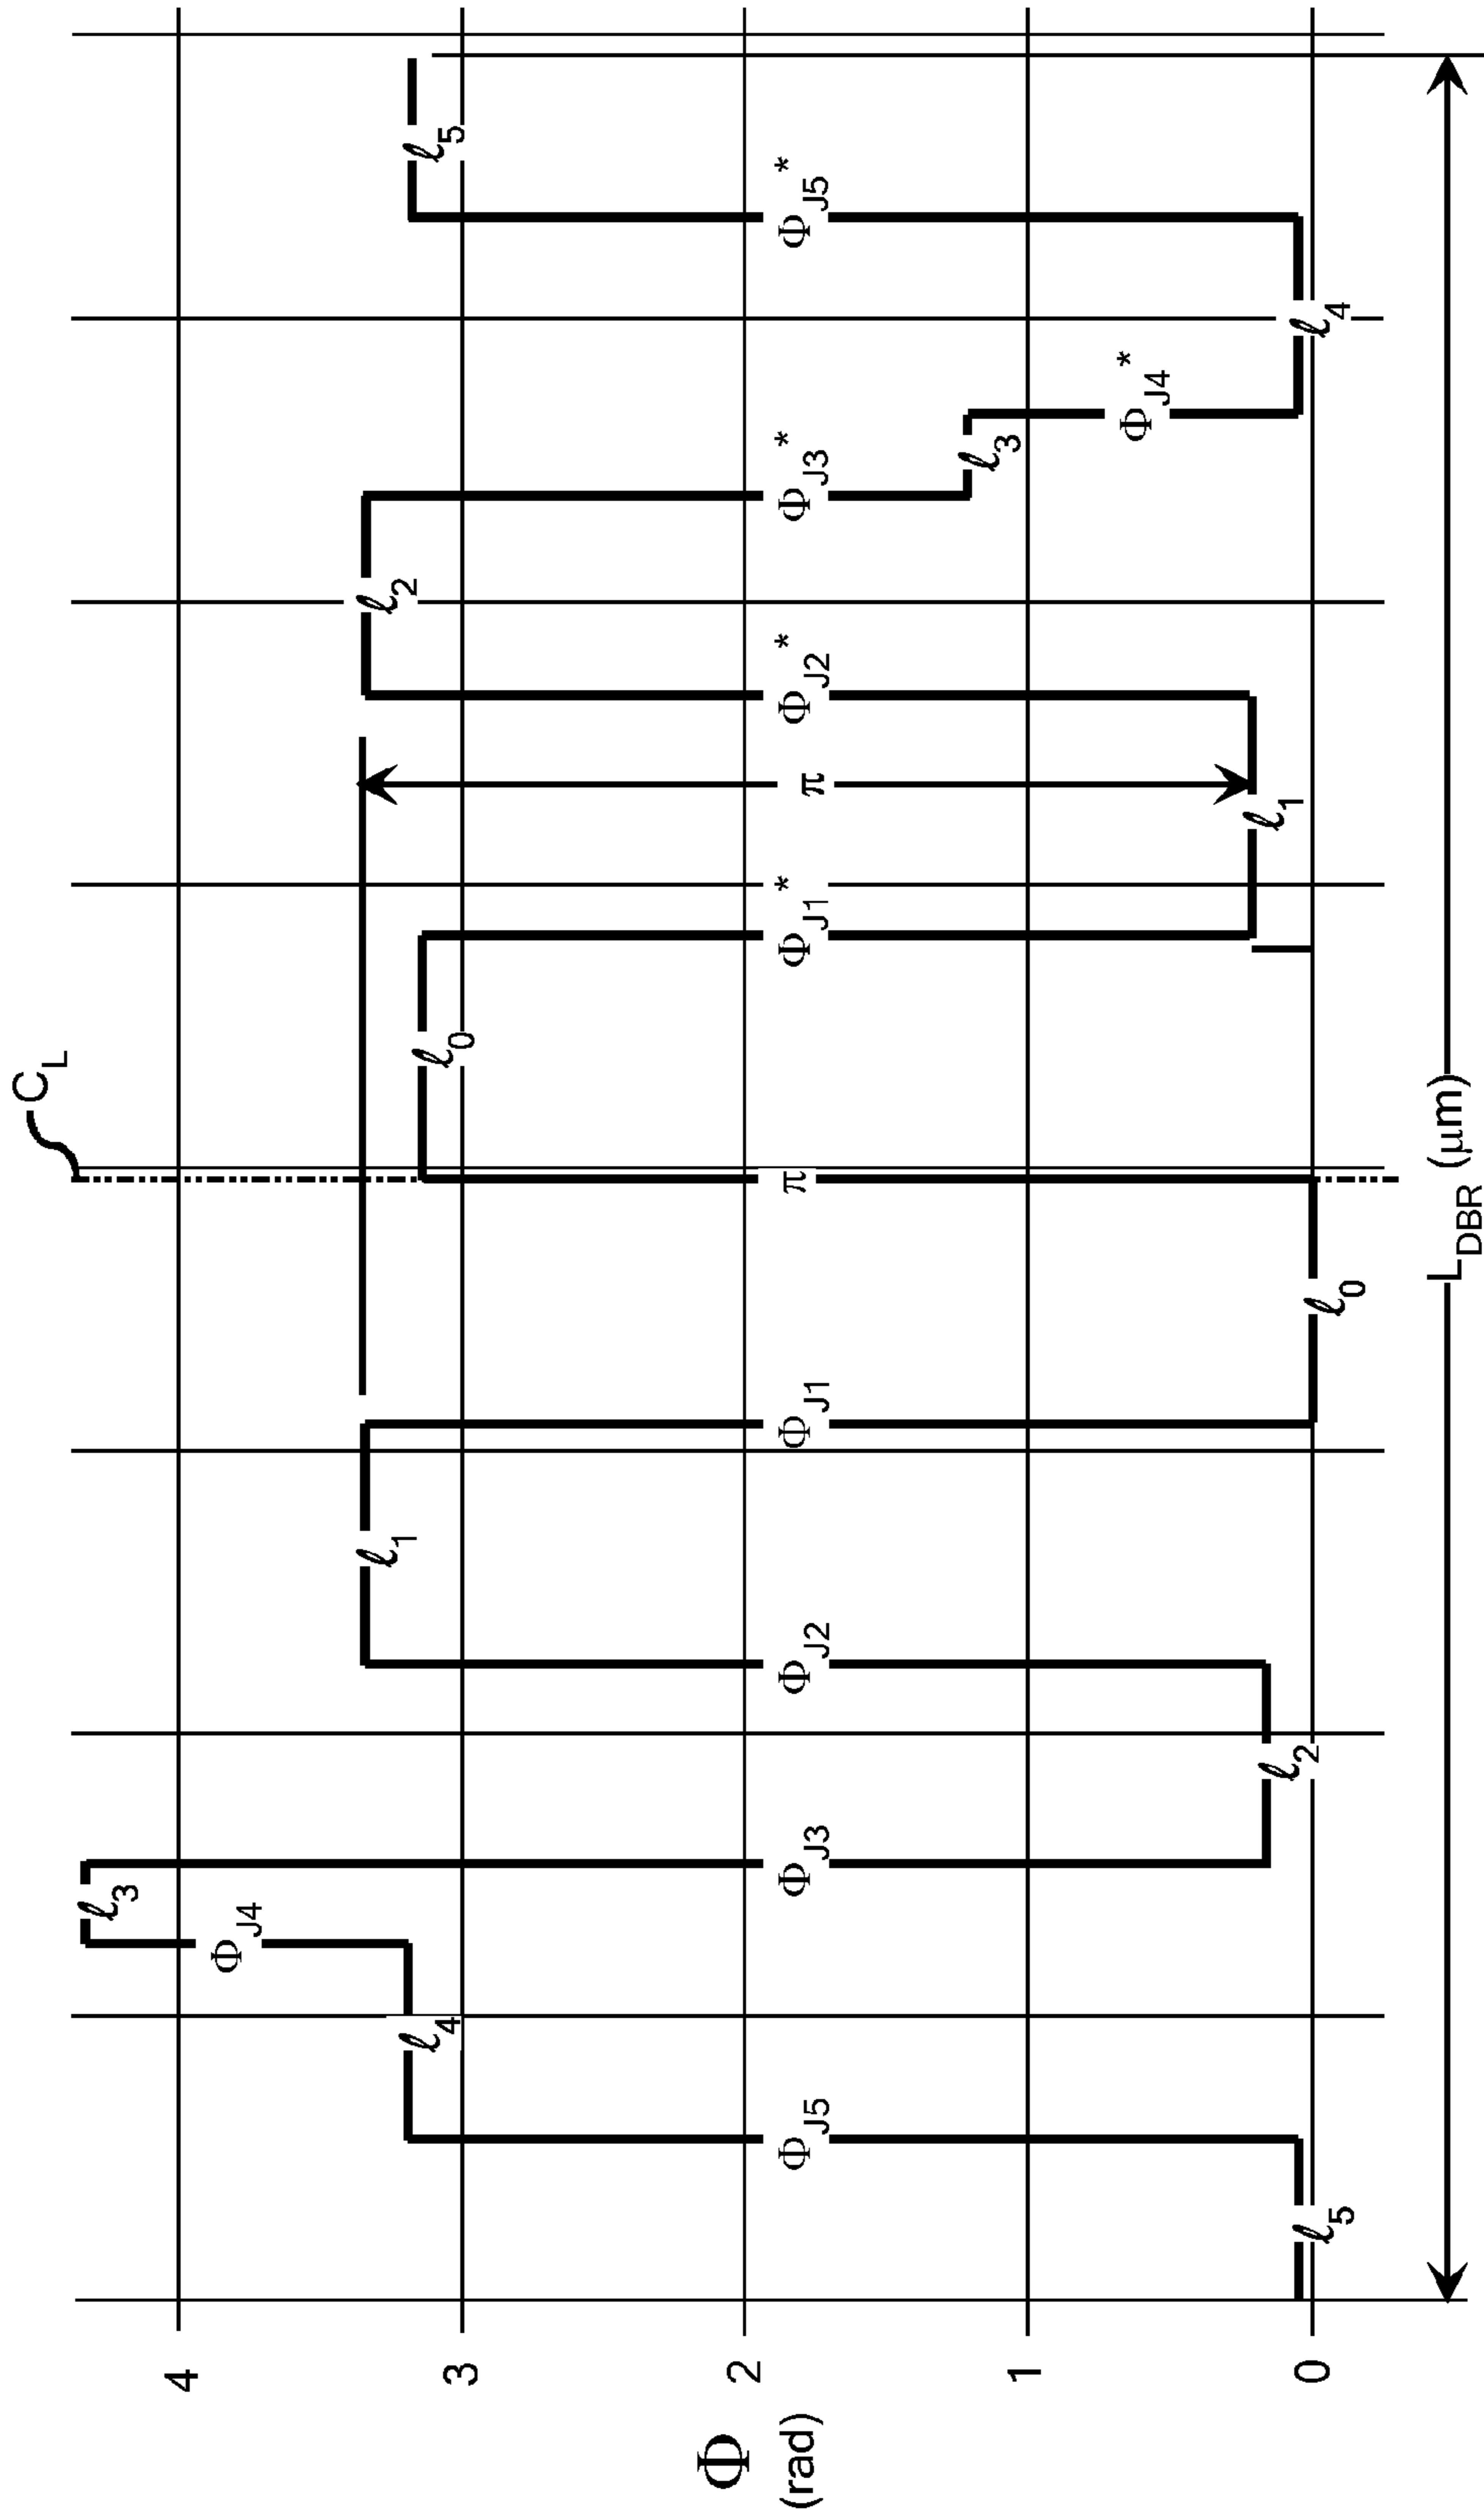 C_L
4
3
2
1
0
Φ
(rad)
ℓ5
Φ_J5
ℓ4
Φ_J4
ℓ3
Φ_J3
ℓ2
Φ_J2
ℓ1
Φ_J1
ℓ0
π
ℓ0
Φ_J1*
ℓ1
π
Φ_J2*
ℓ2
Φ_J3*
ℓ3
Φ_J4*
ℓ4
Φ_J5*
ℓ5
L_DBR (μm)